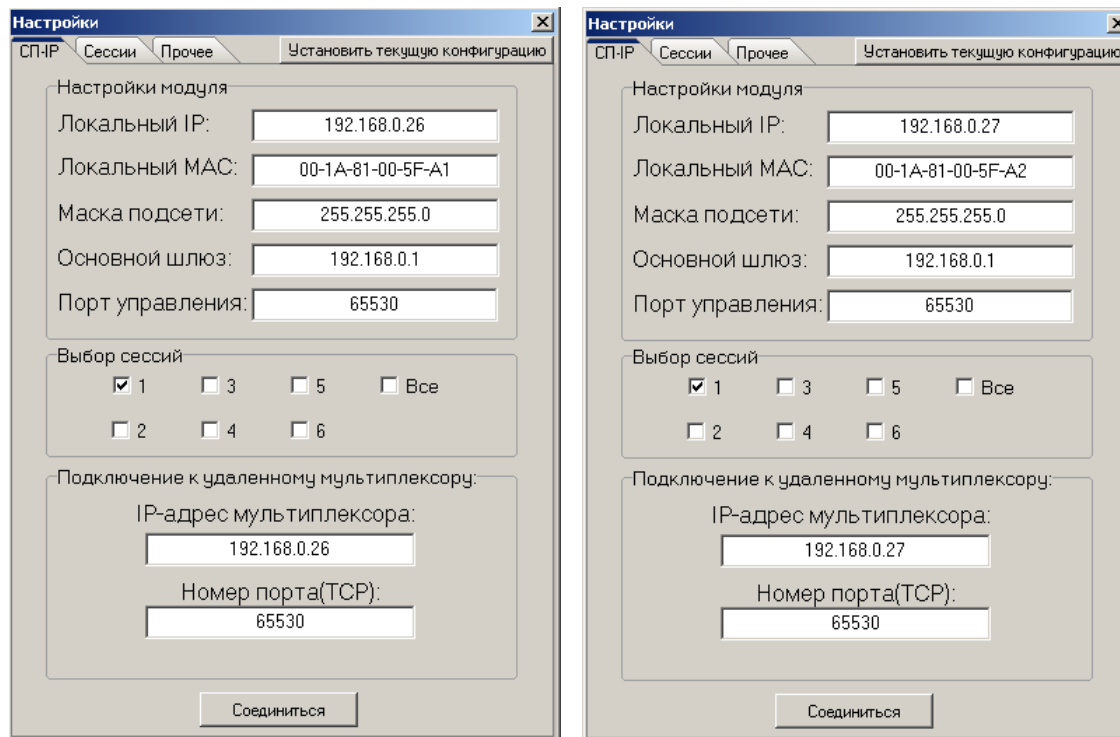 Настройки
СП-IP Сессии Прочее Установить текущую конфигурацию
Настройки модуля
Локальный IP: 192.168.0.26
Локальный MAC: 00-1A-81-00-5F-A1
Маска подсети: 255.255.255.0
Основной шлюз: 192.168.0.1
Порт управления: 65530
Выбор сессий
1 3 5 Все
2 4 6
Подключение к удаленному мультиплексору:
IP-адрес мультиплексора:
192.168.0.26
Номер порта(TCP):
65530
Соединиться
Настройки
СП-IP Сессии Прочее Установить текущую конфигурацию
Настройки модуля
Локальный IP: 192.168.0.27
Локальный MAC: 00-1A-81-00-5F-A2
Маска подсети: 255.255.255.0
Основной шлюз: 192.168.0.1
Порт управления: 65530
Выбор сессий
1 3 5 Все
2 4 6
Подключение к удаленному мультиплексору:
IP-адрес мультиплексора:
192.168.0.27
Номер порта(TCP):
65530
Соединиться